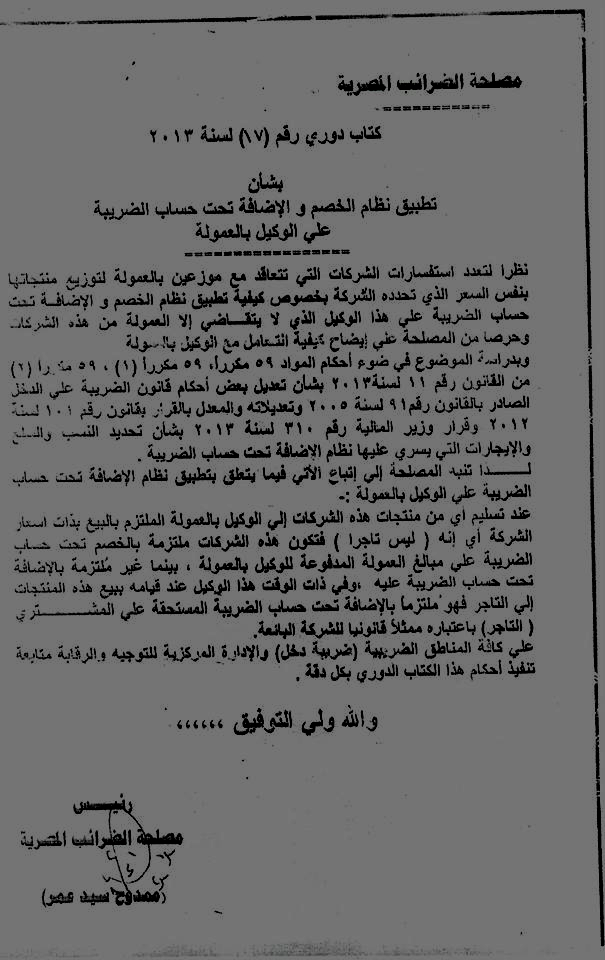 مصلحة الضرائب المصرية
===========
كتاب دوري رقم (١٧) لسنة ٢٠١٣
بشأن
تطبيق نظام الخصم و الإضافة تحت حساب الضريبة
علي الوكيل بالعمولة
================
نظرا لتعدد استفسارات الشركات التي تتعاقد مع موزعين بالعمولة لتوزيع منتجاتها
بنفس السعر الذي تحدده الشركة بخصوص كيفية تطبيق نظام الخصم و الإضافة تحت
حساب الضريبة علي هذا الوكيل الذي لا يتقاضي إلا العمولة من هذه الشركات
وحرصا من المصلحة علي إيضاح كيفية التعامل مع الوكيل بالعمولة
وبدراسة الموضوع في ضوء أحكام المواد ٥٩ مكررا، ٥٩ مكررا (١) ، ٥٩ مكررا (٢)
من القانون رقم ١١ لسنة٢٠١٣ بشأن تعديل بعض أحكام قانون الضريبة علي الدخل
الصادر بالقانون رقم٩١ لسنة ٢٠٠٥ وتعديلاته والمعدل بالقرار بقانون رقم ١٠١ لسنة
٢٠١٢ وقرار وزير المالية رقم ٣١٠ لسنة ٢٠١٣ بشأن تحديد النسب والسلع
والإيجارات التي يسري عليها نظام الإضافة تحت حساب الضريبة .
لــــذا تنبه المصلحة إلي إتباع الأتي فيما يتعلق بتطبيق نظام الإضافة تحت حساب
الضريبة علي الوكيل بالعمولة :-
عند تسليم أي من منتجات هذه الشركات إلي الوكيل بالعمولة الملتزم بالبيع بذات اسعار
الشركة أي إنه ( ليس تاجرا ) فتكون هذه الشركات ملتزمة بالخصم تحت حساب
الضريبة علي مبالغ العمولة المدفوعة للوكيل بالعمولة ، بينما غير ملتزمة بالإضافة
تحت حساب الضريبة عليه ،وفي ذات الوقت هذا الوكيل عند قيامه ببيع هذه المنتجات
إلي التاجر فهو ملتزماً بالإضافة تحت حساب الضريبة المستحقة علي المشـــتري
( التاجر) باعتباره ممثلاً قانونيا للشركة البائعة.
علي كافة المناطق الضريبية (ضريبة دخل) والإدارة المركزية للتوجيه والرقابة متابعة
تنفيذ أحكام هذا الكتاب الدوري بكل دقة .
والله ولي التوفيق ،،،،،،
رئيــس
مصلحة الضرائب المصرية
(ممدوح سيد عمر)